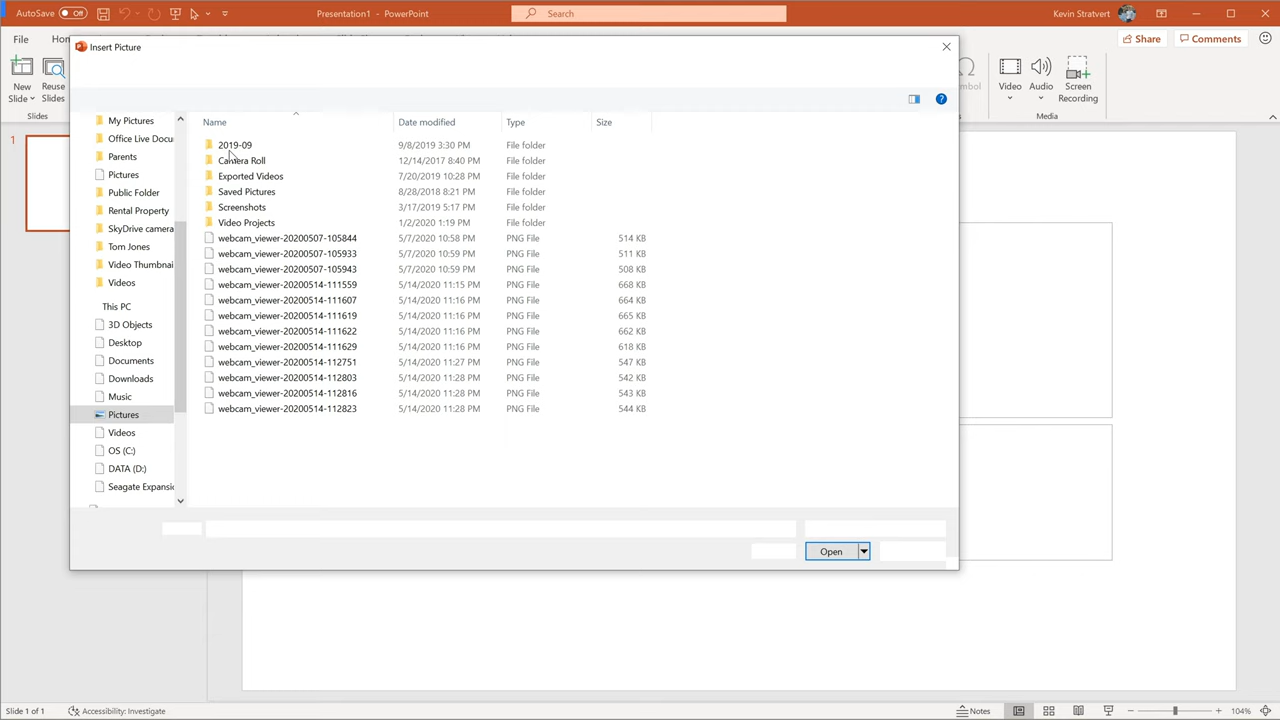 AutoSave Off Presentation1 - PowerPoint Search Kevin Stratvert
File
Share Comments
New Slide Reuse Slides Video Audio Screen Recording
Slides Media
Insert Picture
Name Date modified Type Size
My Pictures
Office Live Docu
Parents
Pictures
Public Folder
Rental Property
SkyDrive camera
Tom Jones
Video Thumbnai
Videos
This PC
3D Objects
Desktop
Documents
Downloads
Music
Pictures
Videos
OS (C:)
DATA (D:)
Seagate Expansi
2019-09 9/8/2019 3:30 PM File folder
Camera Roll 12/14/2017 8:40 PM File folder
Exported Videos 7/20/2019 10:28 PM File folder
Saved Pictures 8/28/2018 8:21 PM File folder
Screenshots 3/17/2019 5:17 PM File folder
Video Projects 1/2/2020 1:19 PM File folder
webcam_viewer-20200507-105844 5/7/2020 10:58 PM PNG File 514 KB
webcam_viewer-20200507-105933 5/7/2020 10:59 PM PNG File 511 KB
webcam_viewer-20200507-105943 5/7/2020 10:59 PM PNG File 508 KB
webcam_viewer-20200514-111559 5/14/2020 11:15 PM PNG File 668 KB
webcam_viewer-20200514-111607 5/14/2020 11:16 PM PNG File 664 KB
webcam_viewer-20200514-111619 5/14/2020 11:16 PM PNG File 665 KB
webcam_viewer-20200514-111622 5/14/2020 11:16 PM PNG File 662 KB
webcam_viewer-20200514-111629 5/14/2020 11:16 PM PNG File 618 KB
webcam_viewer-20200514-112751 5/14/2020 11:27 PM PNG File 547 KB
webcam_viewer-20200514-112803 5/14/2020 11:28 PM PNG File 542 KB
webcam_viewer-20200514-112816 5/14/2020 11:28 PM PNG File 543 KB
webcam_viewer-20200514-112823 5/14/2020 11:28 PM PNG File 544 KB
Open
1
Slide 1 of 1 Accessibility: Investigate Notes 104%